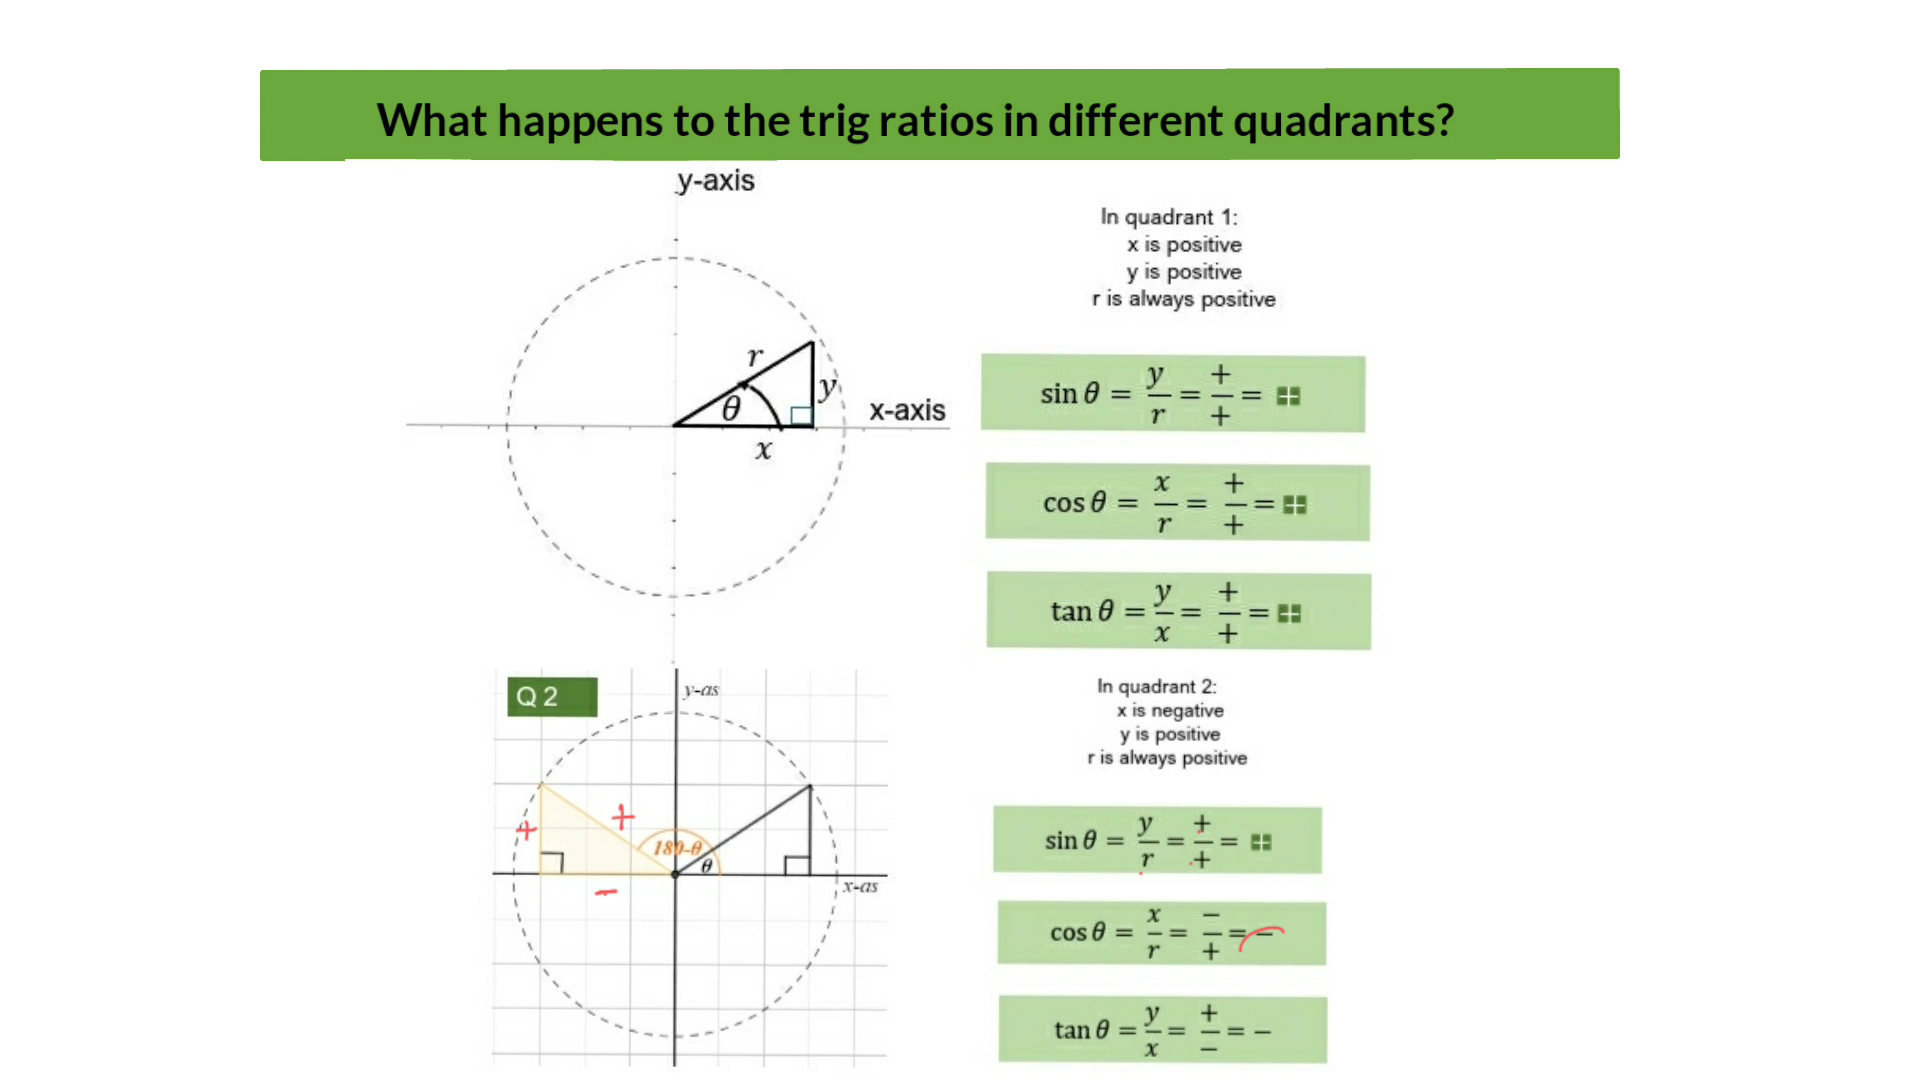 What happens to the trig ratios in different quadrants?
y-axis
r
θ
y
x-axis
x
In quadrant 1:
x is positive
y is positive
r is always positive
sin θ = y/r = +/+ = +
cos θ = x/r = +/+ = +
tan θ = y/x = +/+ = +
Q 2
y-as
+
+
180-θ
θ
x-as
−
In quadrant 2:
x is negative
y is positive
r is always positive
sin θ = y/r = +/+ = +
cos θ = x/r = −/+ = −
tan θ = y/x = +/− = −